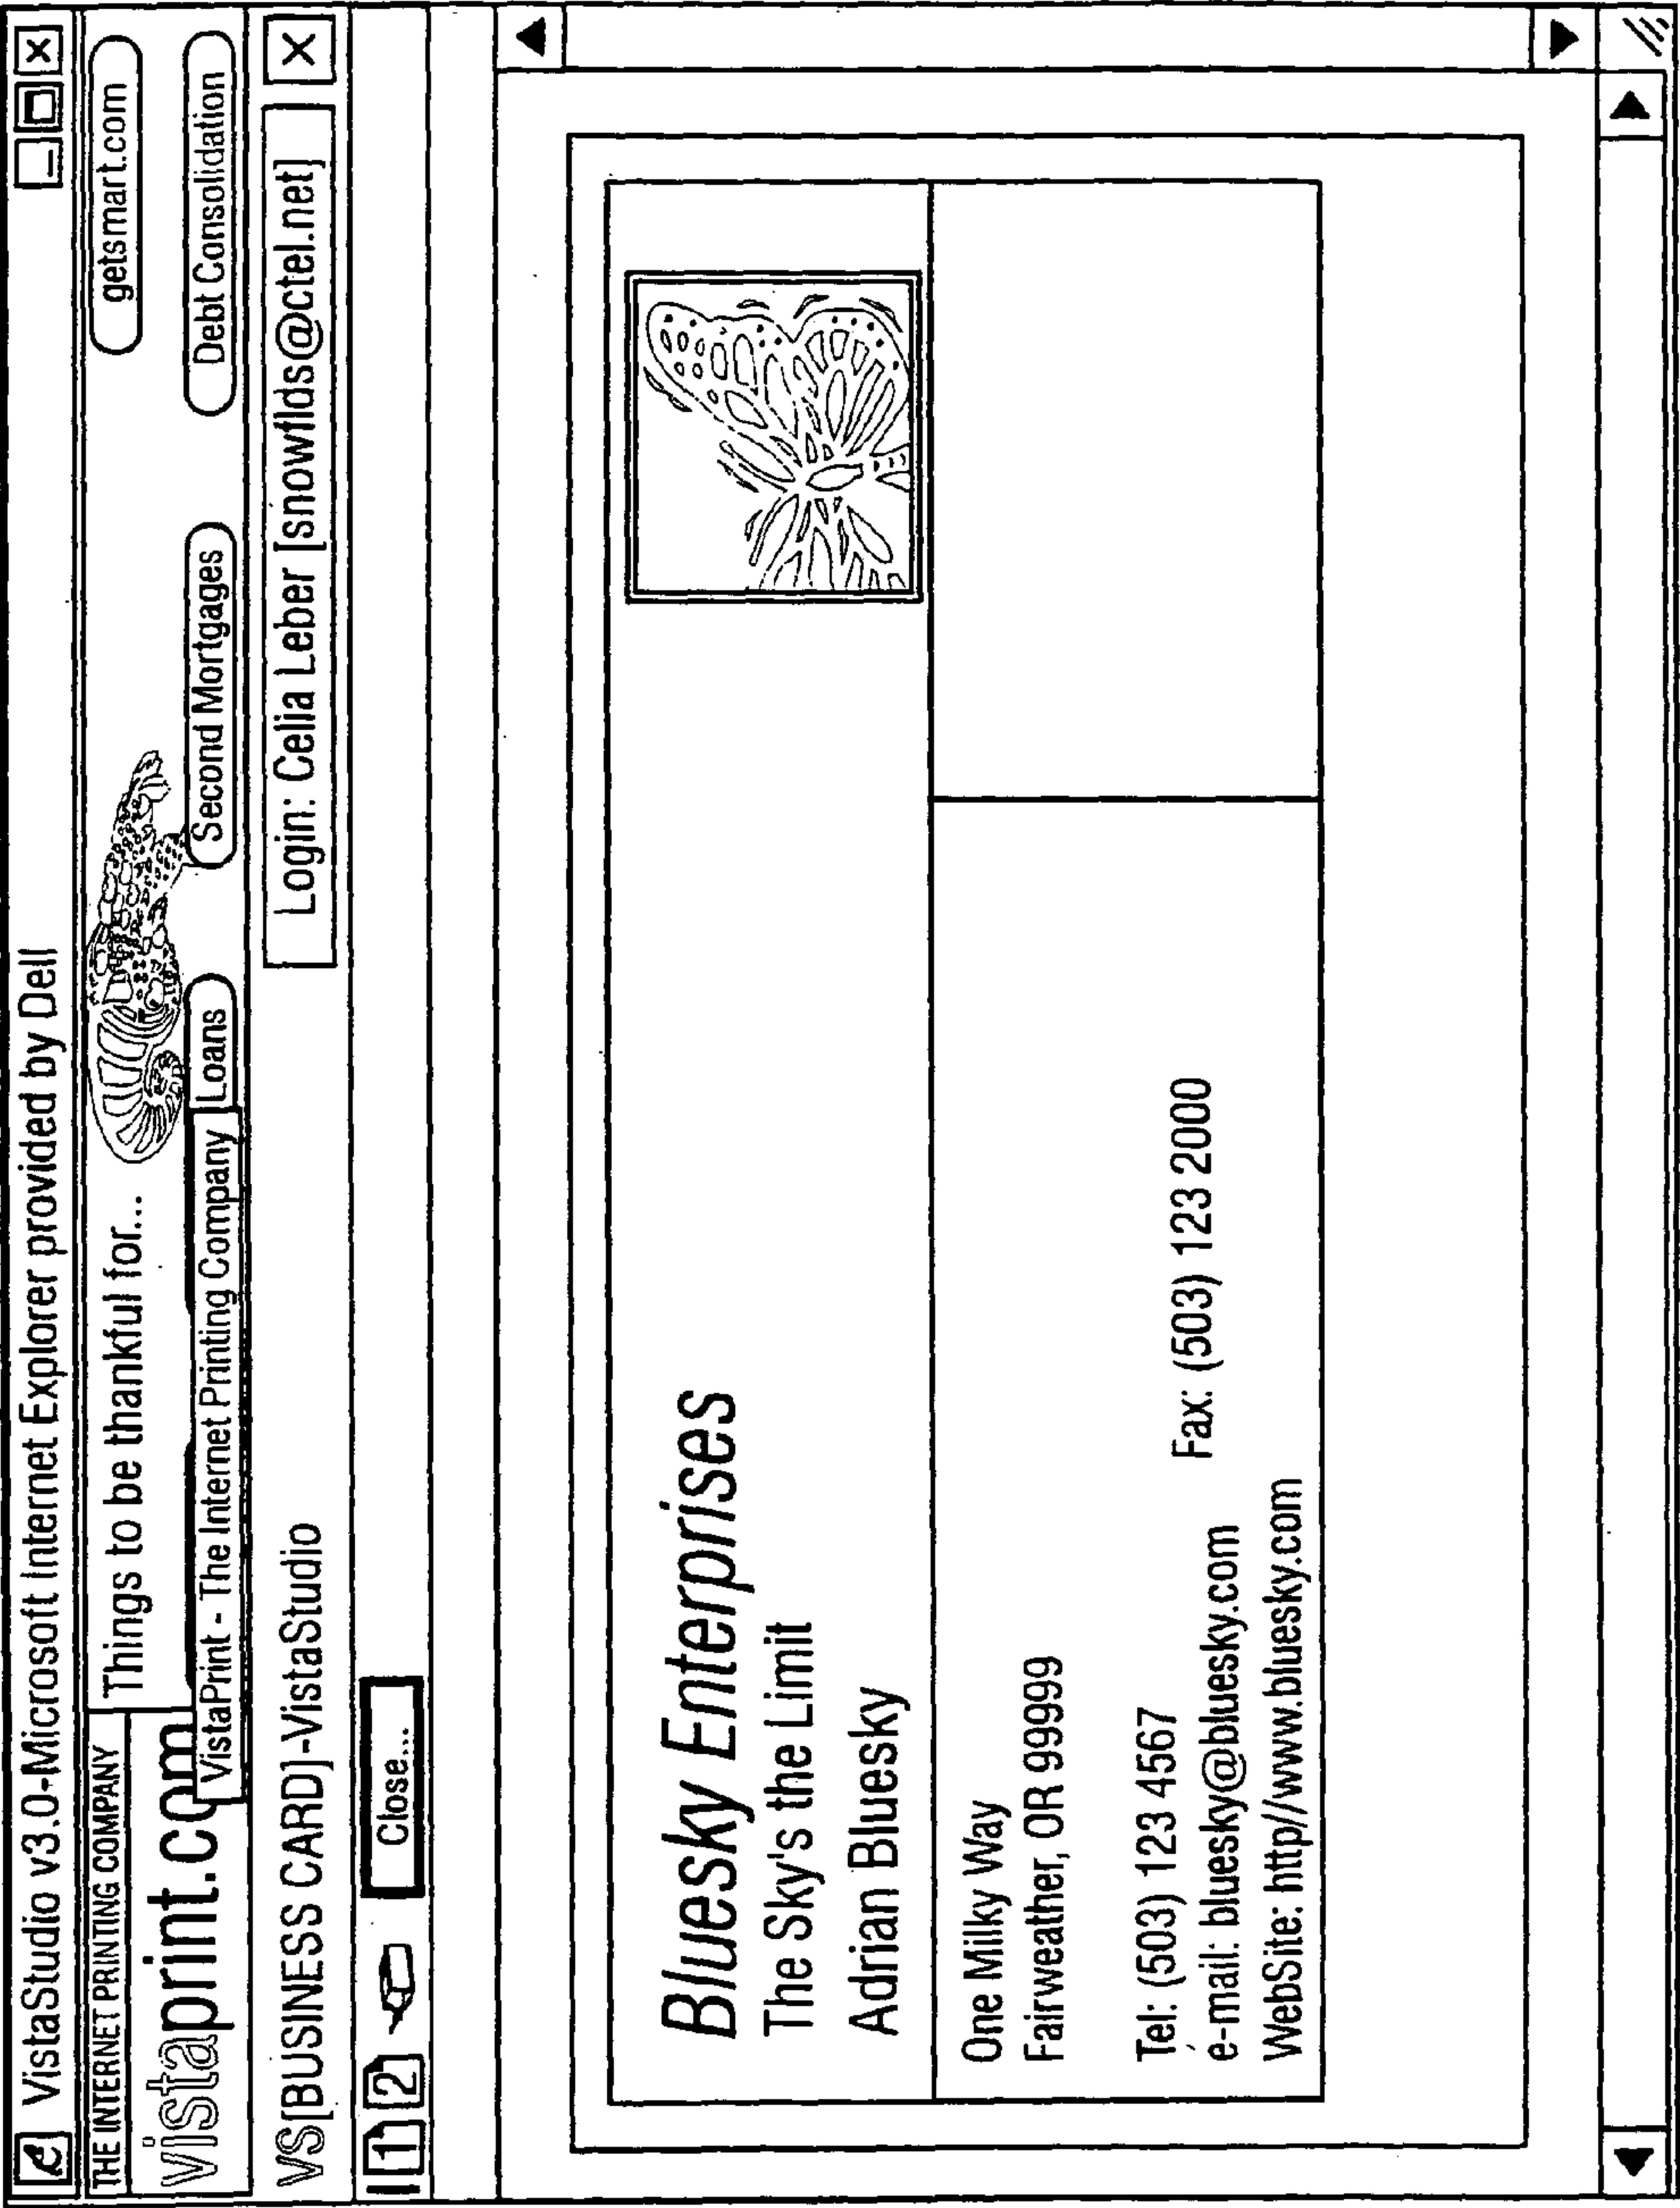 VistaStudio v3.0-Microsoft Internet Explorer provided by Dell
THE INTERNET PRINTING COMPANY
vistaprint.com
Things to be thankful for...
getsmart.com
VistaPrint - The Internet Printing Company
Loans
Second Mortgages
Debt Consolidation
VS[BUSINESS CARD]-VistaStudio
Login: Celia Leber [snowflds@ctel.net]
1 2
Close...
Bluesky Enterprises
The Sky's the Limit
Adrian Bluesky
One Milky Way
Fairweather, OR 99999
Tel: (503) 123 4567
Fax: (503) 123 2000
e-mail: bluesky@bluesky.com
WebSite: http//www.bluesky.com